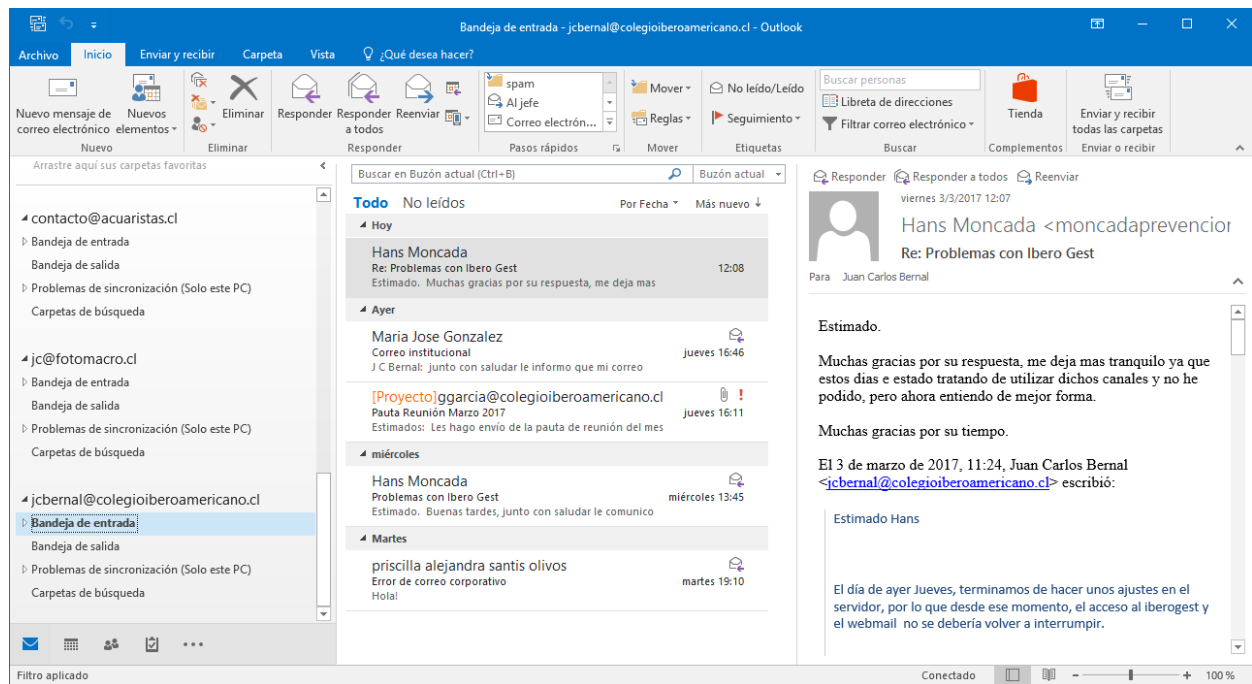 Bandeja de entrada - jcbernal@colegioiberoamericano.cl - Outlook
Archivo Inicio Enviar y recibir Carpeta Vista ¿Qué desea hacer?
Nuevo mensaje de correo electrónico
Nuevos elementos
Eliminar
Responder
Responder a todos
Reenviar
spam
Al jefe
Correo electrón...
Mover
Reglas
No leído/Leído
Seguimiento
Buscar personas
Libreta de direcciones
Filtrar correo electrónico
Tienda
Enviar y recibir todas las carpetas
Nuevo Eliminar Responder Pasos rápidos Mover Etiquetas Buscar Complementos Enviar o recibir
Arrastre aquí sus carpetas favoritas
contacto@acuaristas.cl
Bandeja de entrada
Bandeja de salida
Problemas de sincronización (Solo este PC)
Carpetas de búsqueda
jc@fotomacro.cl
Bandeja de entrada
Bandeja de salida
Problemas de sincronización (Solo este PC)
Carpetas de búsqueda
jcbernal@colegioiberoamericano.cl
Bandeja de entrada
Bandeja de salida
Problemas de sincronización (Solo este PC)
Carpetas de búsqueda
Buscar en Buzón actual (Ctrl+B) Buzón actual
Todo No leídos Por Fecha Más nuevo
Hoy
Hans Moncada
Re: Problemas con Ibero Gest 12:08
Estimado. Muchas gracias por su respuesta, me deja mas
Ayer
Maria Jose Gonzalez
Correo institucional jueves 16:46
J C Bernal: junto con saludar le informo que mi correo
[Proyecto]ggarcia@colegioiberoamericano.cl
Pauta Reunión Marzo 2017 jueves 16:11
Estimados: Les hago envío de la pauta de reunión del mes
miércoles
Hans Moncada
Problemas con Ibero Gest miércoles 13:45
Estimado. Buenas tardes, junto con saludar le comunico
Martes
priscilla alejandra santis olivos
Error de correo corporativo martes 19:10
Hola!
Responder Responder a todos Reenviar
viernes 3/3/2017 12:07
Hans Moncada <moncadaprevencior
Re: Problemas con Ibero Gest
Para Juan Carlos Bernal
Estimado.
Muchas gracias por su respuesta, me deja mas tranquilo ya que
estos dias e estado tratando de utilizar dichos canales y no he
podido, pero ahora entiendo de mejor forma.
Muchas gracias por su tiempo.
El 3 de marzo de 2017, 11:24, Juan Carlos Bernal
<jcbernal@colegioiberoamericano.cl> escribió:
Estimado Hans
El día de ayer Jueves, terminamos de hacer unos ajustes en el
servidor, por lo que desde ese momento, el acceso al iberogest y
el webmail no se debería volver a interrumpir.
Filtro aplicado Conectado 100 %